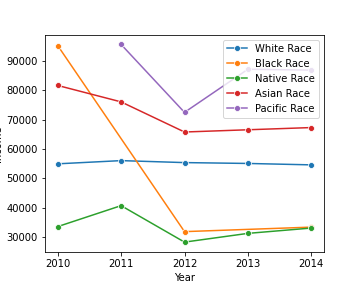 White Race
Black Race
Native Race
Asian Race
Pacific Race
90000
80000
70000
60000
50000
40000
30000
2010
2011
2012
2013
2014
Year